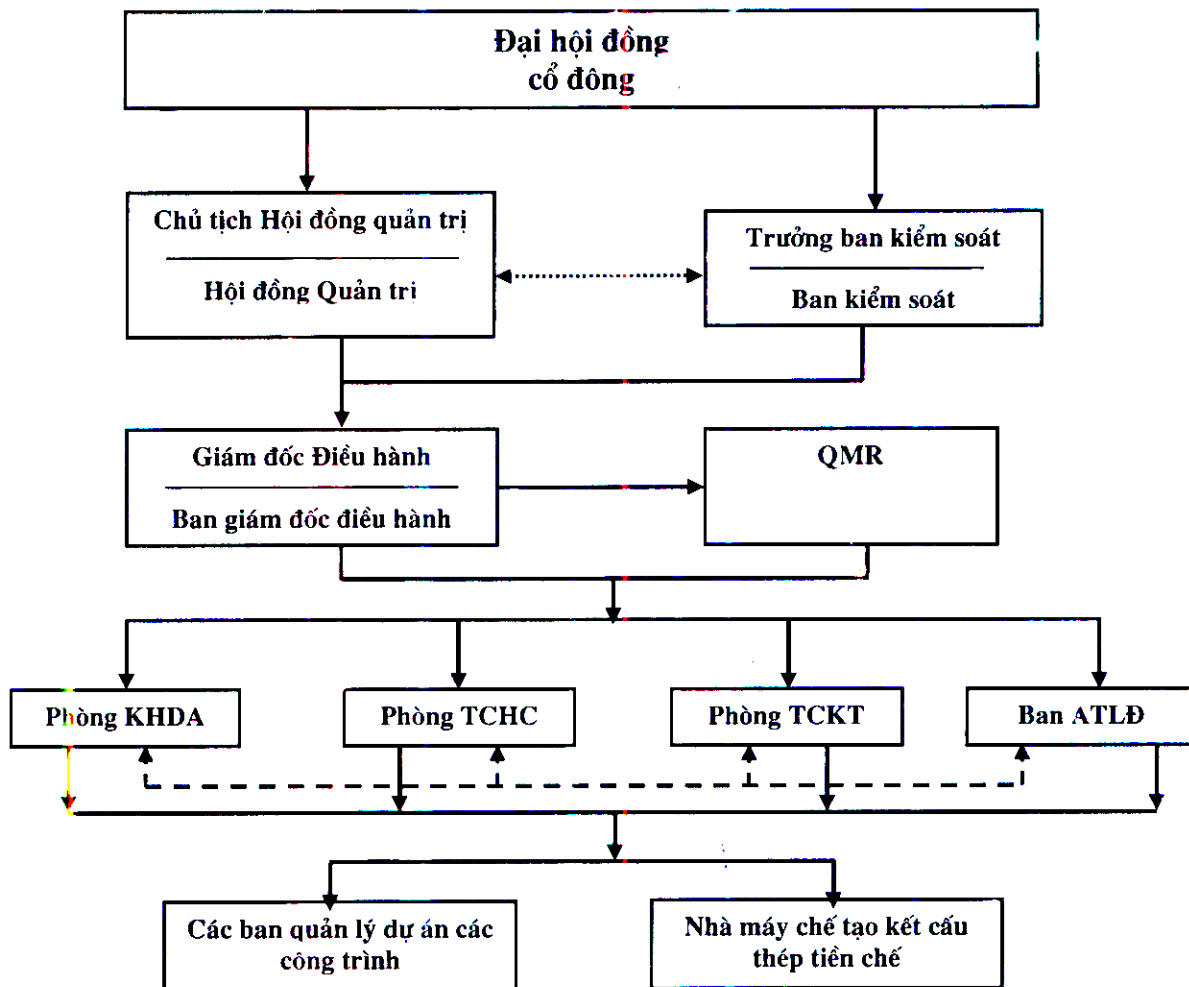 Đại hội đồng
cổ đông
Chủ tịch Hội đồng quản trị
Hội đồng Quản trị
Trưởng ban kiểm soát
Ban kiểm soát
Giám đốc Điều hành
Ban giám đốc điều hành
QMR
Phòng KHDA
Phòng TCHC
Phòng TCKT
Ban ATLĐ
Các ban quản lý dự án các
công trình
Nhà máy chế tạo kết cấu
thép tiền chế